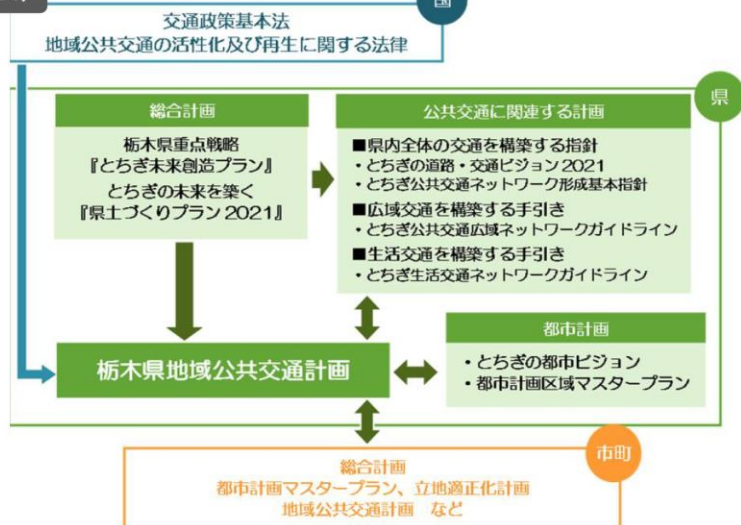 国
交通政策基本法
地域公共交通の活性化及び再生に関する法律
県
総合計画
栃木県重点戦略
『とちぎ未来創造プラン』
とちぎの未来を築く
『県土づくりプラン2021』
公共交通に関連する計画
■県内全体の交通を構築する指針
・とちぎの道路・交通ビジョン2021
・とちぎ公共交通ネットワーク形成基本指針
■広域交通を構築する手引き
・とちぎ公共交通広域ネットワークガイドライン
■生活交通を構築する手引き
・とちぎ生活交通ネットワークガイドライン
都市計画
・とちぎの都市ビジョン
・都市計画区域マスタープラン
栃木県地域公共交通計画
市町
総合計画
都市計画マスタープラン、立地適正化計画
地域公共交通計画 など